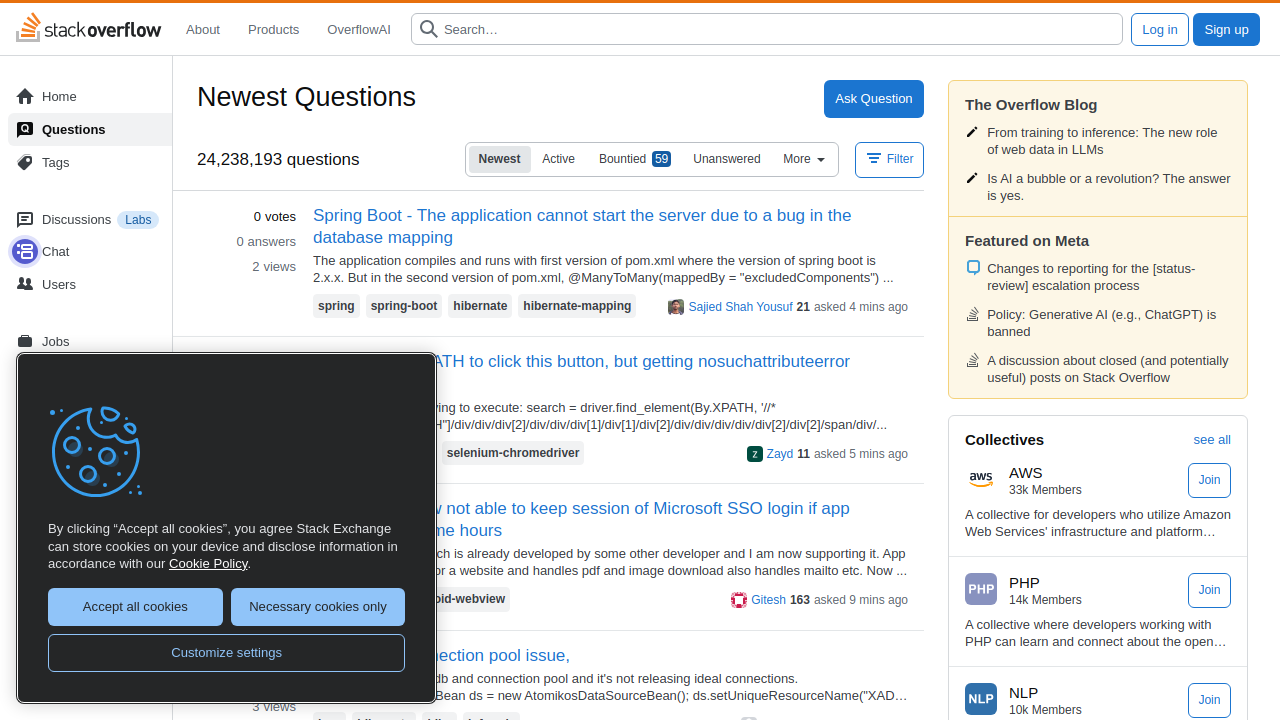 stack overflow
About
Products
OverflowAI
Search…
Log in
Sign up
Home
Questions
Tags
Discussions
Labs
Chat
Users
Jobs
Newest Questions
Ask Question
24,238,193 questions
Newest
Active
Bountied 59
Unanswered
More
Filter
0 votes
0 answers
2 views
Spring Boot - The application cannot start the server due to a bug in the
database mapping
The application compiles and runs with first version of pom.xml where the version of spring boot is
2.x.x. But in the second version of pom.xml, @ManyToMany(mappedBy = "excludedComponents") ...
spring
spring-boot
hibernate
hibernate-mapping
Sajied Shah Yousuf 21 asked 4 mins ago
ATH to click this button, but getting nosuchattributeerror
ying to execute: search = driver.find_element(By.XPATH, '//*
H"]/div/div/div[2]/div/div/div[1]/div[1]/div[2]/div/div/div/div/div[2]/div[2]/span/div/...
selenium-chromedriver
Zayd 11 asked 5 mins ago
w not able to keep session of Microsoft SSO login if app
me hours
ch is already developed by some other developer and I am now supporting it. App
or a website and handles pdf and image download also handles mailto etc. Now ...
oid-webview
Gitesh 163 asked 9 mins ago
nection pool issue,
db and connection pool and it's not releasing ideal connections.
Bean ds = new AtomikosDataSourceBean(); ds.setUniqueResourceName("XAD…
3 views
By clicking “Accept all cookies”, you agree Stack Exchange
can store cookies on your device and disclose information in
accordance with our Cookie Policy.
Accept all cookies
Necessary cookies only
Customize settings
The Overflow Blog
From training to inference: The new role
of web data in LLMs
Is AI a bubble or a revolution? The answer
is yes.
Featured on Meta
Changes to reporting for the [status-
review] escalation process
Policy: Generative AI (e.g., ChatGPT) is
banned
A discussion about closed (and potentially
useful) posts on Stack Overflow
Collectives
see all
aws
AWS
33k Members
Join
A collective for developers who utilize Amazon
Web Services' infrastructure and platform…
PHP
PHP
14k Members
Join
A collective where developers working with
PHP can learn and connect about the open…
NLP
NLP
10k Members
Join